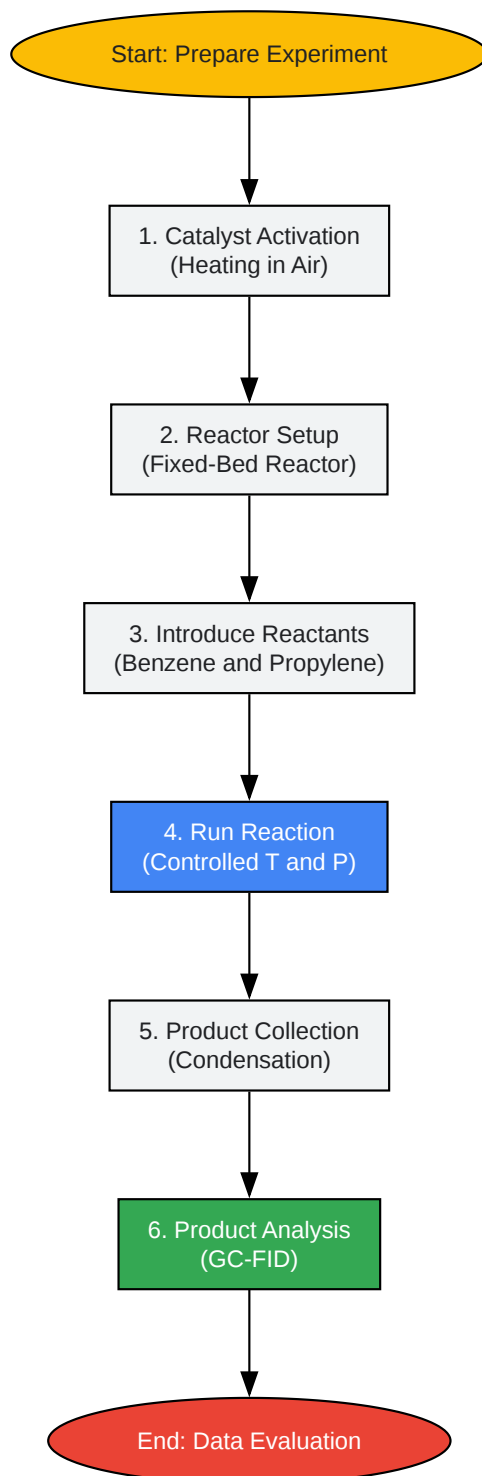 Start: Prepare Experiment
1. Catalyst Activation
(Heating in Air)
2. Reactor Setup
(Fixed-Bed Reactor)
3. Introduce Reactants
(Benzene and Propylene)
4. Run Reaction
(Controlled T and P)
5. Product Collection
(Condensation)
6. Product Analysis
(GC-FID)
End: Data Evaluation